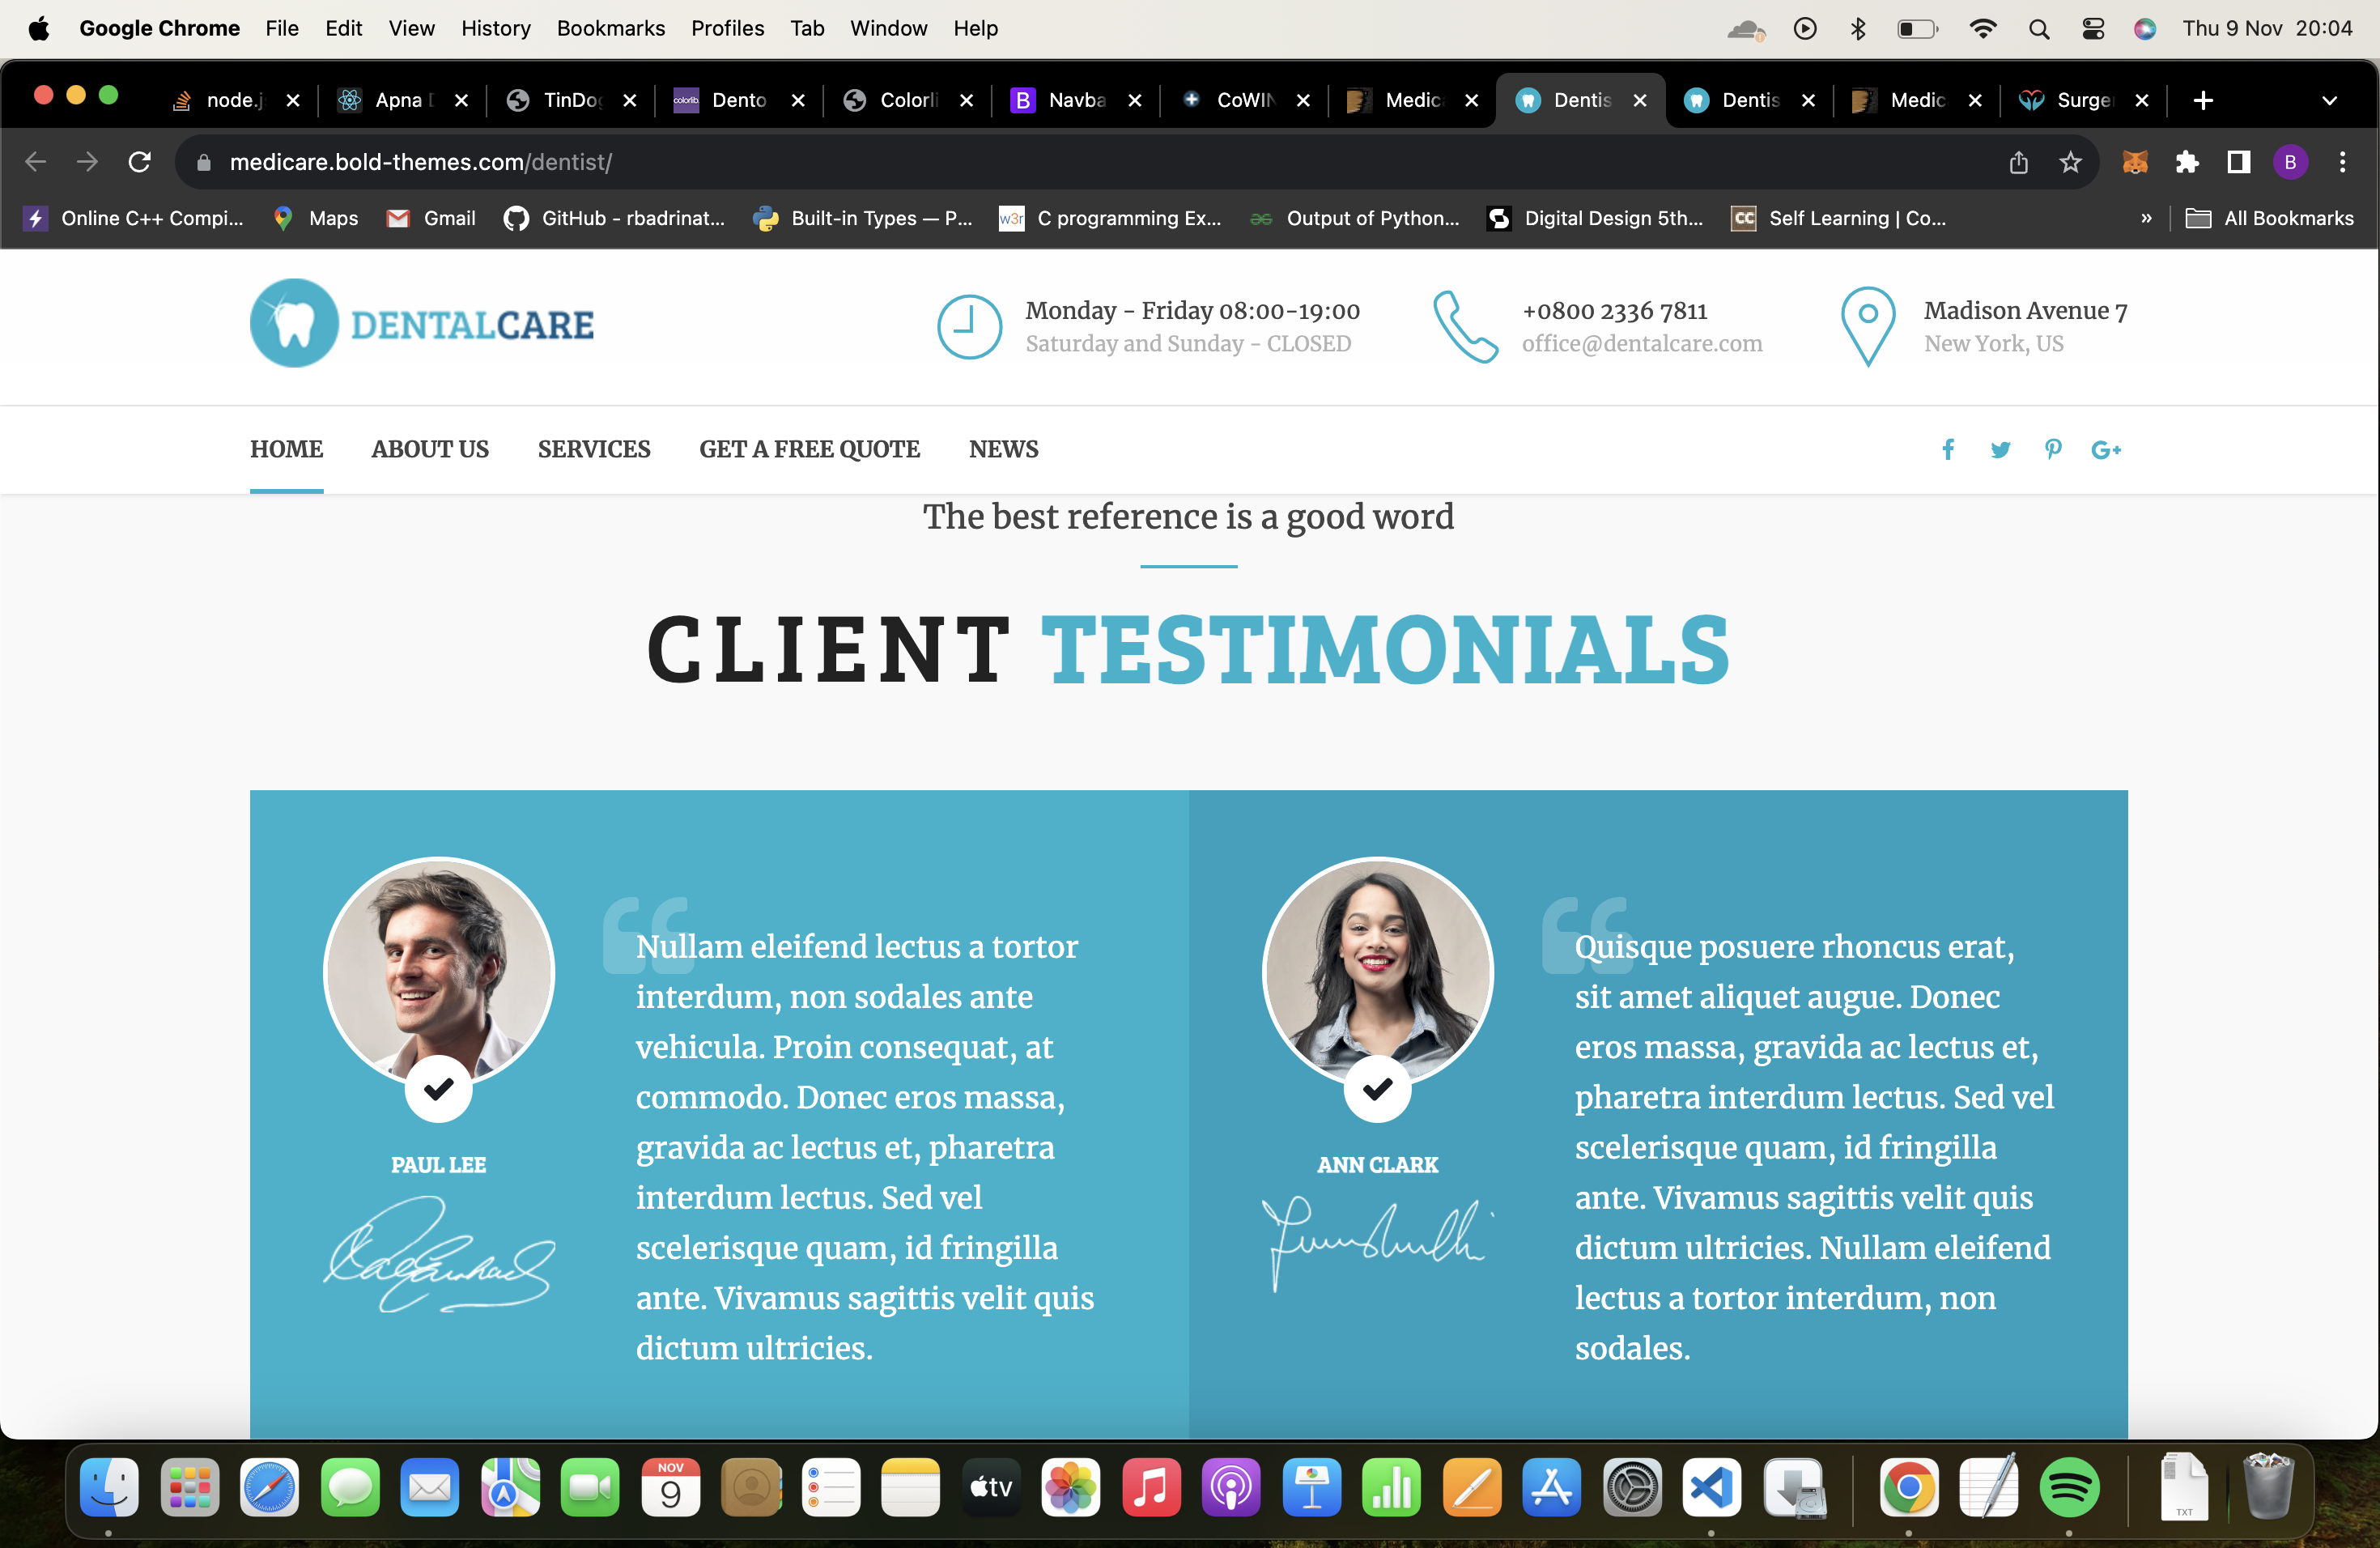 Google Chrome File Edit View History Bookmarks Profiles Tab Window Help Thu 9 Nov 20:04
node.j Apna TinDog Dento Colorli Navba CoWIN Medic Dentis Dentis Medic Surge
medicare.bold-themes.com/dentist/ B
Online C++ Compi... Maps Gmail GitHub - rbadrinat... Built-in Types — P... w3r C programming Ex... Output of Python... Digital Design 5th... CC Self Learning | Co... » All Bookmarks
DENTALCARE
Monday - Friday 08:00-19:00
Saturday and Sunday - CLOSED
+0800 2336 7811
office@dentalcare.com
Madison Avenue 7
New York, US
HOME ABOUT US SERVICES GET A FREE QUOTE NEWS
The best reference is a good word
CLIENT TESTIMONIALS
PAUL LEE
Nullam eleifend lectus a tortor
interdum, non sodales ante
vehicula. Proin consequat, at
commodo. Donec eros massa,
gravida ac lectus et, pharetra
interdum lectus. Sed vel
scelerisque quam, id fringilla
ante. Vivamus sagittis velit quis
dictum ultricies.
ANN CLARK
Quisque posuere rhoncus erat,
sit amet aliquet augue. Donec
eros massa, gravida ac lectus et,
pharetra interdum lectus. Sed vel
scelerisque quam, id fringilla
ante. Vivamus sagittis velit quis
dictum ultricies. Nullam eleifend
lectus a tortor interdum, non
sodales.
NOV
9
tv
TXT